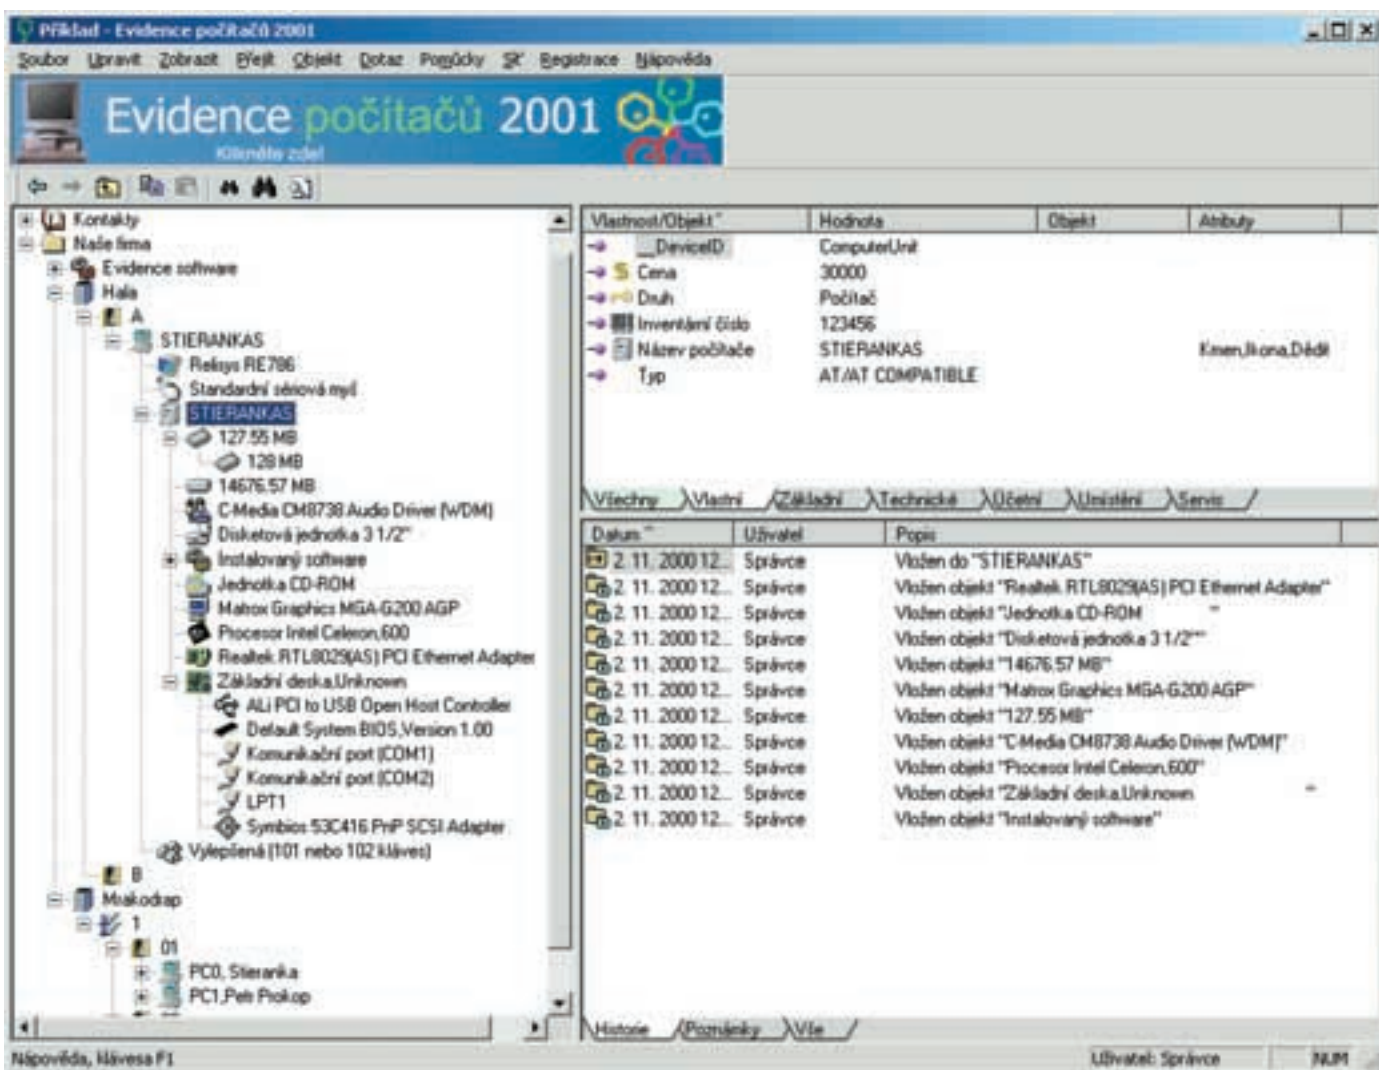 Příklad - Evidence počítačů 2001
Soubor Upravit Zobrazit Přejít Objekt Dotaz Pomůcky Síť Registrace Nápověda
Evidence počítačů 2001
Klikněte zde!
Kontakty
Naše firma
Evidence software
Hala
A
STIERANKAS
Relisys RE786
Standardní sériová myš
STIERANKAS
127.55 MB
128 MB
14676.57 MB
C-Media CM8738 Audio Driver (WDM)
Disketová jednotka 3 1/2"
Instalovaný software
Jednotka CD-ROM
Matrox Graphics MGA-G200 AGP
Procesor Intel Celeron,600
Realtek RTL8029(AS) PCI Ethernet Adapter
Základní deska,Unknown
ALi PCI to USB Open Host Controller
Default System BIOS,Version 1.00
Komunikační port (COM1)
Komunikační port (COM2)
LPT1
Symbios 53C416 PnP SCSI Adapter
Vylepšená (101 nebo 102 kláves)
B
Mrakodrap
1
01
PC0, Stieranka
PC1,Petr Prokop
Vlastnost/Objekt Hodnota Objekt Atributy
__DeviceID ComputerUnit
Cena 30000
Druh Počítač
Inventární číslo 123456
Název počítače STIERANKAS Kmen,Ikona,Dědit
Typ AT/AT COMPATIBLE
Všechny Vlastní Základní Technické Účetní Umístění Servis
Datum Uživatel Popis
2. 11. 2000 12... Správce Vložen do "STIERANKAS"
2. 11. 2000 12... Správce Vložen objekt "Realtek RTL8029(AS) PCI Ethernet Adapter"
2. 11. 2000 12... Správce Vložen objekt "Jednotka CD-ROM "
2. 11. 2000 12... Správce Vložen objekt "Disketová jednotka 3 1/2""
2. 11. 2000 12... Správce Vložen objekt "14676.57 MB"
2. 11. 2000 12... Správce Vložen objekt "Matrox Graphics MGA-G200 AGP"
2. 11. 2000 12... Správce Vložen objekt "127.55 MB"
2. 11. 2000 12... Správce Vložen objekt "C-Media CM8738 Audio Driver (WDM)"
2. 11. 2000 12... Správce Vložen objekt "Procesor Intel Celeron,600"
2. 11. 2000 12... Správce Vložen objekt "Základní deska,Unknown "
2. 11. 2000 12... Správce Vložen objekt "Instalovaný software"
Historie Poznámky Vše
Nápověda, klávesa F1 Uživatel: Správce NUM